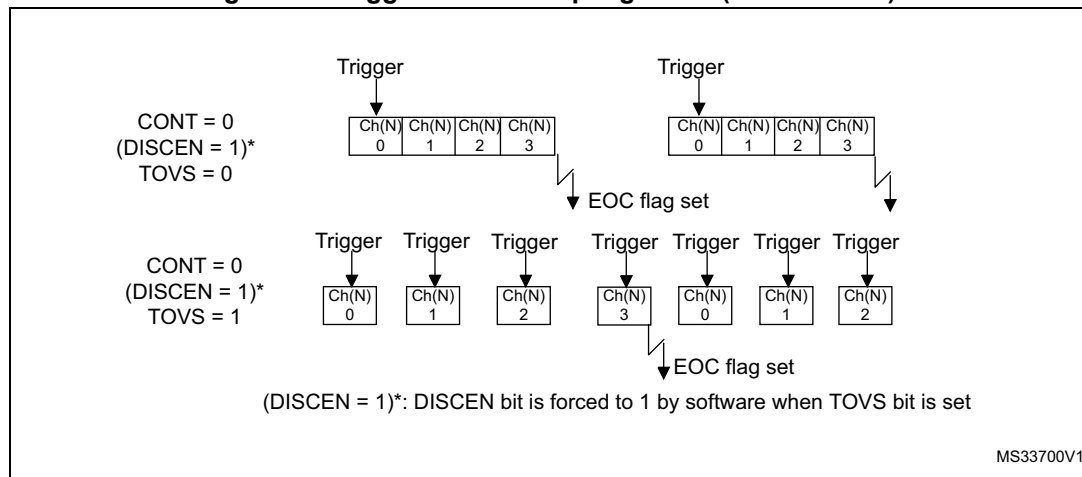 Trigger Trigger
CONT = 0
(DISCEN = 1)*
TOVS = 0
Ch(N) Ch(N) Ch(N) Ch(N)
0 1 2 3
Ch(N) Ch(N) Ch(N) Ch(N)
0 1 2 3
EOC flag set
Trigger Trigger Trigger Trigger Trigger Trigger Trigger
CONT = 0
(DISCEN = 1)*
TOVS = 1
Ch(N) Ch(N) Ch(N) Ch(N) Ch(N) Ch(N) Ch(N)
0 1 2 3 0 1 2
EOC flag set
(DISCEN = 1)*: DISCEN bit is forced to 1 by software when TOVS bit is set
MS33700V1